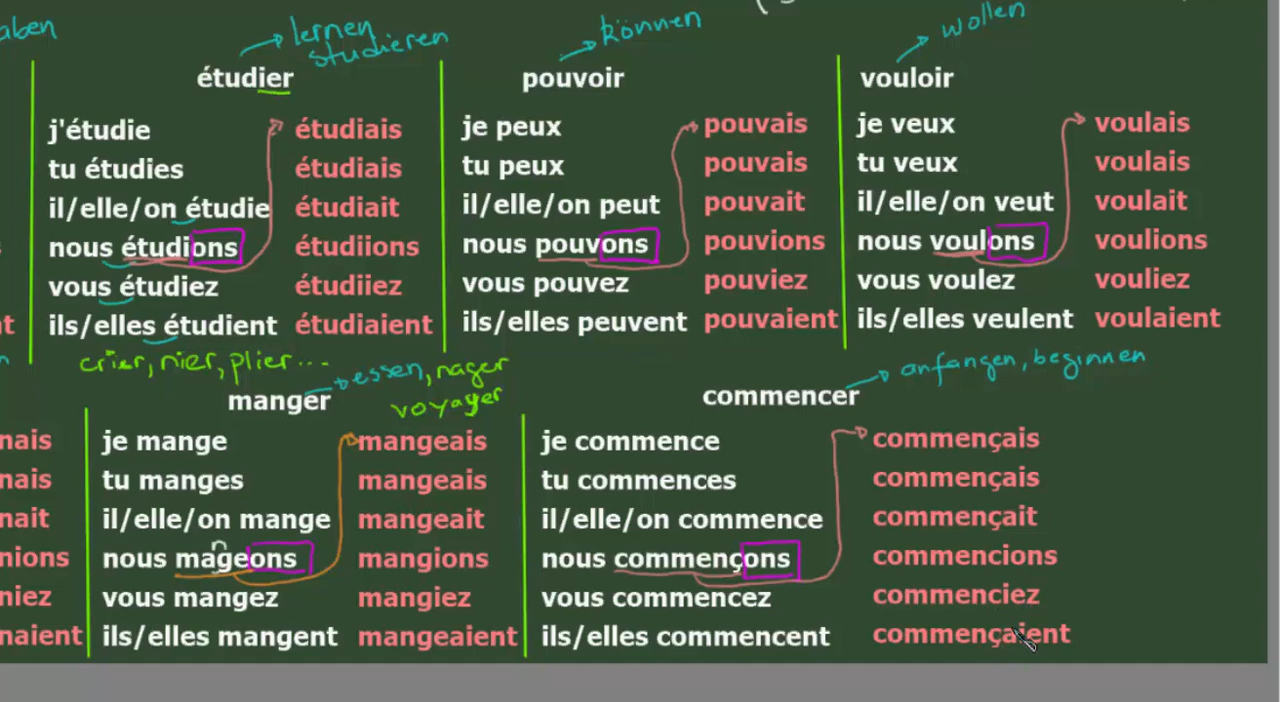 aben
lernen
studieren
können
wollen
étudier
j'étudie
tu étudies
il/elle/on étudie
nous étudions
vous étudiez
ils/elles étudient
étudiais
étudiais
étudiait
étudiions
étudiiez
étudiaient
crier, nier, plier...
pouvoir
je peux
tu peux
il/elle/on peut
nous pouvons
vous pouvez
ils/elles peuvent
pouvais
pouvais
pouvait
pouvions
pouviez
pouvaient
vouloir
je veux
tu veux
il/elle/on veut
nous voulons
vous voulez
ils/elles veulent
voulais
voulais
voulait
voulions
vouliez
voulaient
s
t
n
nais
nais
nait
nions
niez
naient
manger
essen, nager
voyager
je mange
tu manges
il/elle/on mange
n
nous mageons
vous mangez
ils/elles mangent
mangeais
mangeais
mangeait
mangions
mangiez
mangeaient
commencer
anfangen, beginnen
je commence
tu commences
il/elle/on commence
nous commençons
vous commencez
ils/elles commencent
commençais
commençais
commençait
commencions
commenciez
commençaient